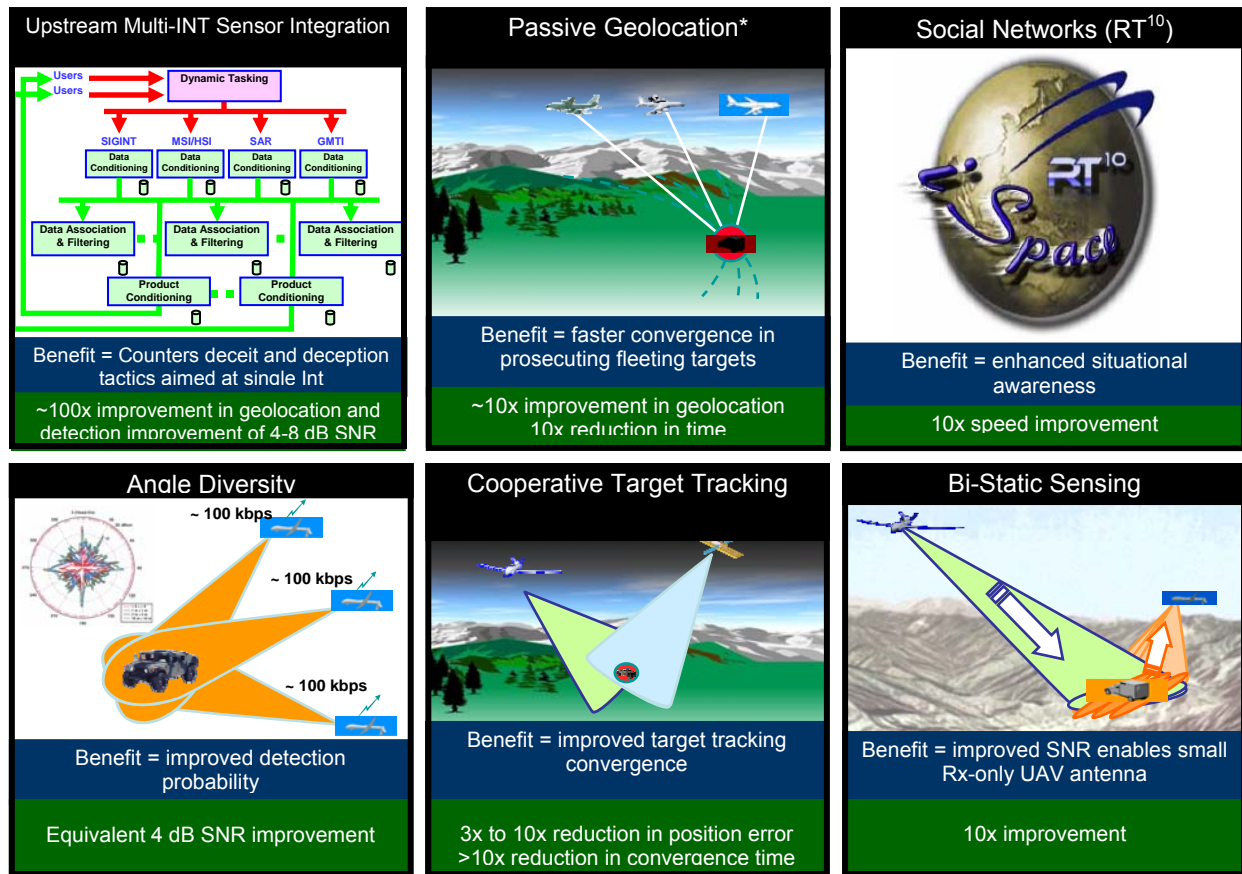 Upstream Multi-INT Sensor Integration
Users
Users
Dynamic Tasking
SIGINT
MSI/HSI
SAR
GMTI
Data
Conditioning
Data
Conditioning
Data
Conditioning
Data
Conditioning
Data Association
& Filtering
Data Association
& Filtering
Data Association
& Filtering
Product
Conditioning
Product
Conditioning
Benefit = Counters deceit and deception
tactics aimed at single Int
~100x improvement in geolocation and
detection improvement of 4-8 dB SNR
Passive Geolocation*
Benefit = faster convergence in
prosecuting fleeting targets
~10x improvement in geolocation
10x reduction in time
Social Networks (RT10)
RT10
Space
Benefit = enhanced situational
awareness
10x speed improvement
Angle Diversity
~ 100 kbps
~ 100 kbps
~ 100 kbps
Benefit = improved detection
probability
Equivalent 4 dB SNR improvement
Cooperative Target Tracking
Benefit = improved target tracking
convergence
3x to 10x reduction in position error
>10x reduction in convergence time
Bi-Static Sensing
Benefit = improved SNR enables small
Rx-only UAV antenna
10x improvement